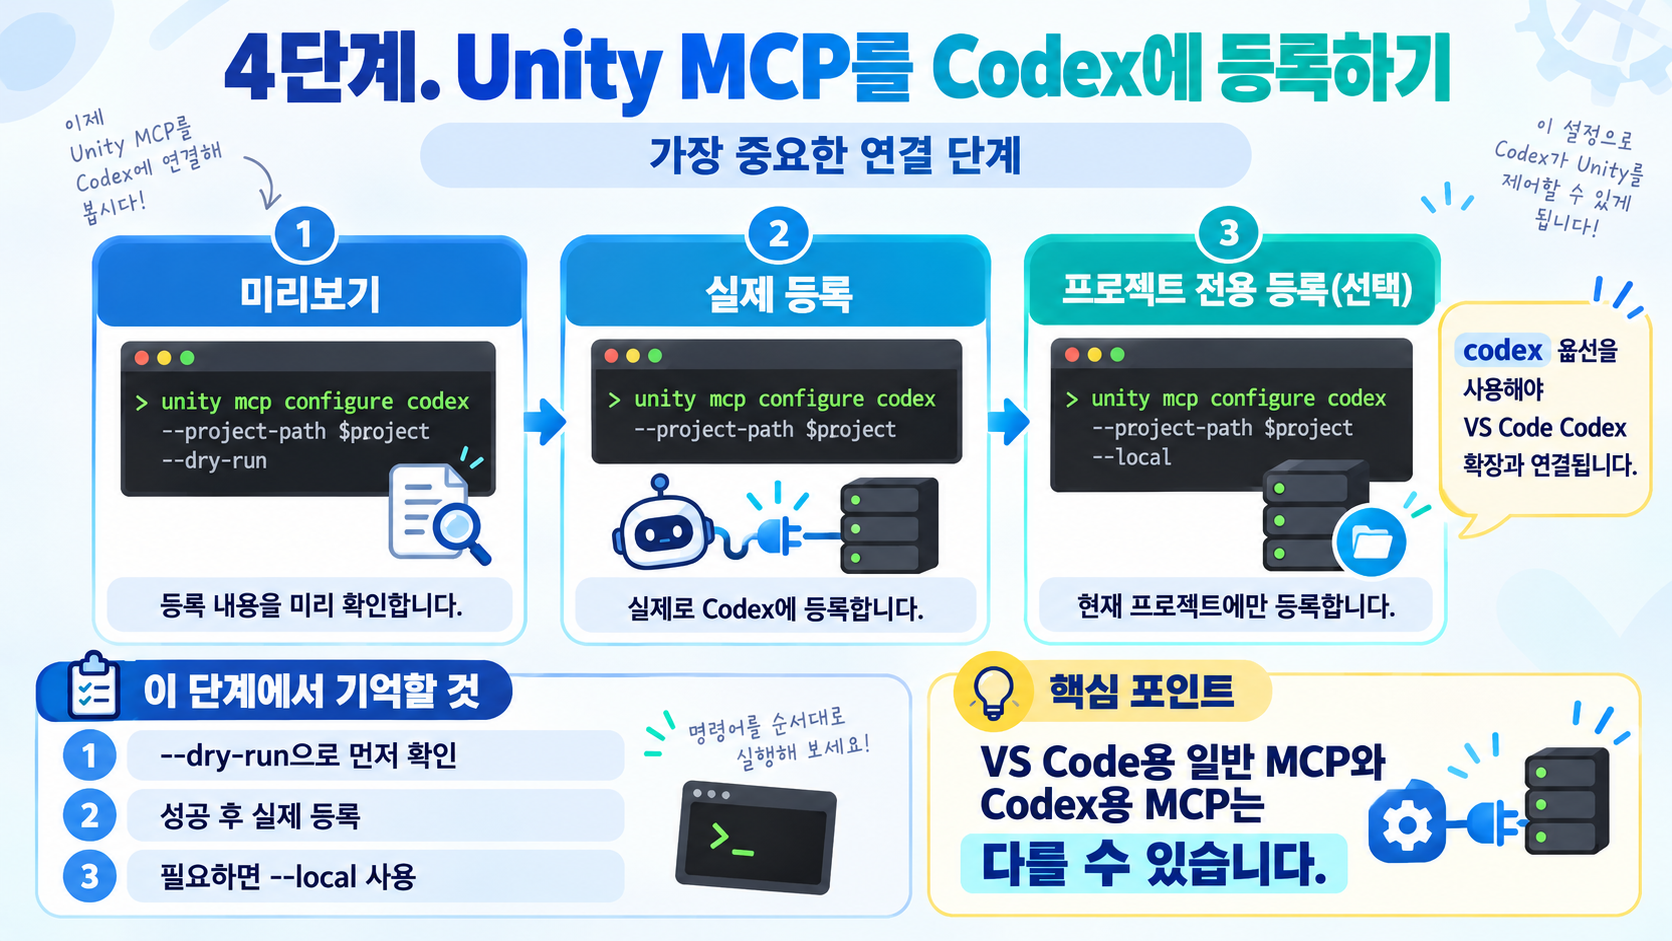 4단계. Unity MCP를 Codex에 등록하기
가장 중요한 연결 단계
이제
Unity MCP를
Codex에 연결해
봅시다!
이 설정으로
Codex가 Unity를
제어할 수 있게
됩니다!
1
미리보기
> unity mcp configure codex
--project-path $project
--dry-run
등록 내용을 미리 확인합니다.
2
실제 등록
> unity mcp configure codex
--project-path $project
실제로 Codex에 등록합니다.
3
프로젝트 전용 등록(선택)
> unity mcp configure codex
--project-path $project
--local
현재 프로젝트에만 등록합니다.
codex 옵션을
사용해야
VS Code Codex
확장과 연결됩니다.
이 단계에서 기억할 것
1 --dry-run으로 먼저 확인
2 성공 후 실제 등록
3 필요하면 --local 사용
명령어를 순서대로
실행해 보세요!
>_
핵심 포인트
VS Code용 일반 MCP와
Codex용 MCP는
다를 수 있습니다.